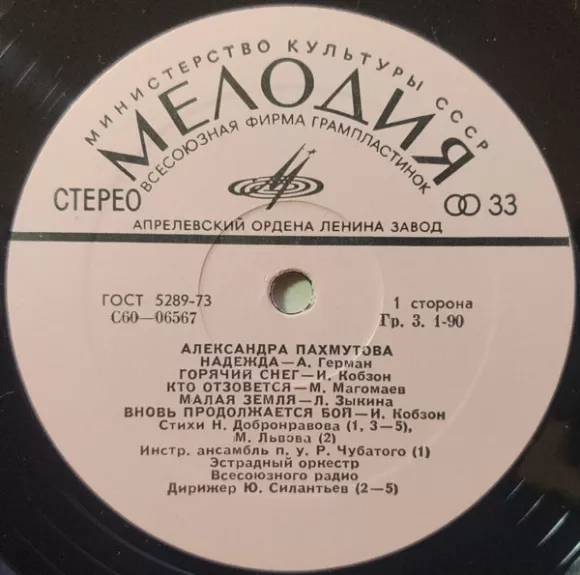 МИНИСТЕРСТВО КУЛЬТУРЫ СССР
МЕЛОДИЯ
ВСЕСОЮЗНАЯ ФИРМА ГРАМПЛАСТИНОК
СТЕРЕО
33
АПРЕЛЕВСКИЙ ОРДЕНА ЛЕНИНА ЗАВОД
ГОСТ 5289-73
С60—06567
1 сторона
Гр. 3. 1-90
АЛЕКСАНДРА ПАХМУТОВА
НАДЕЖДА—А. Герман
ГОРЯЧИЙ СНЕГ—И. Кобзон
КТО ОТЗОВЕТСЯ—М. Магомаев
МАЛАЯ ЗЕМЛЯ—Л. Зыкина
ВНОВЬ ПРОДОЛЖАЕТСЯ БОЙ—И. Кобзон
Стихи Н. Добронравова (1, 3—5),
М. Львова (2)
Инстр. ансамбль п. у. Р. Чубатого (1)
Эстрадный оркестр
Всесоюзного радио
Дирижер Ю. Силантьев (2—5)